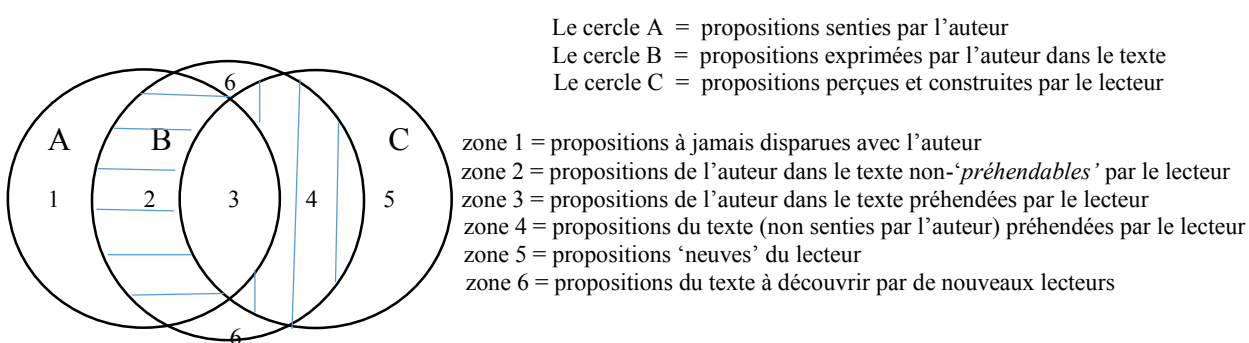 Le cercle A = propositions senties par l’auteur
Le cercle B = propositions exprimées par l’auteur dans le texte
Le cercle C = propositions perçues et construites par le lecteur
6
A
B
C
1
2
3
4
5
6
zone 1 = propositions à jamais disparues avec l’auteur
zone 2 = propositions de l’auteur dans le texte non-‘préhendables’ par le lecteur
zone 3 = propositions de l’auteur dans le texte préhendées par le lecteur
zone 4 = propositions du texte (non senties par l’auteur) préhendées par le lecteur
zone 5 = propositions ‘neuves’ du lecteur
zone 6 = propositions du texte à découvrir par de nouveaux lecteurs